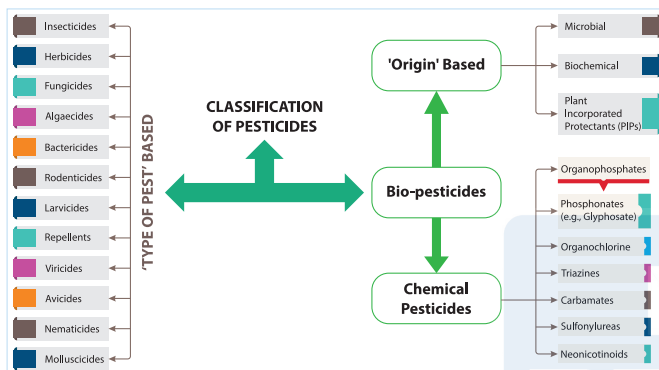 Insecticides
Herbicides
Fungicides
Algaecides
Bactericides
Rodenticides
Larvicides
Repellents
Viricides
Avicides
Nematicides
Molluscicides
'TYPE OF PEST' BASED
CLASSIFICATION
OF PESTICIDES
'Origin' Based
Bio-pesticides
Chemical
Pesticides
Microbial
Biochemical
Plant
Incorporated
Protectants (PIPs)
Organophosphates
Phosphonates
(e.g., Glyphosate)
Organochlorine
Triazines
Carbamates
Sulfonylureas
Neonicotinoids